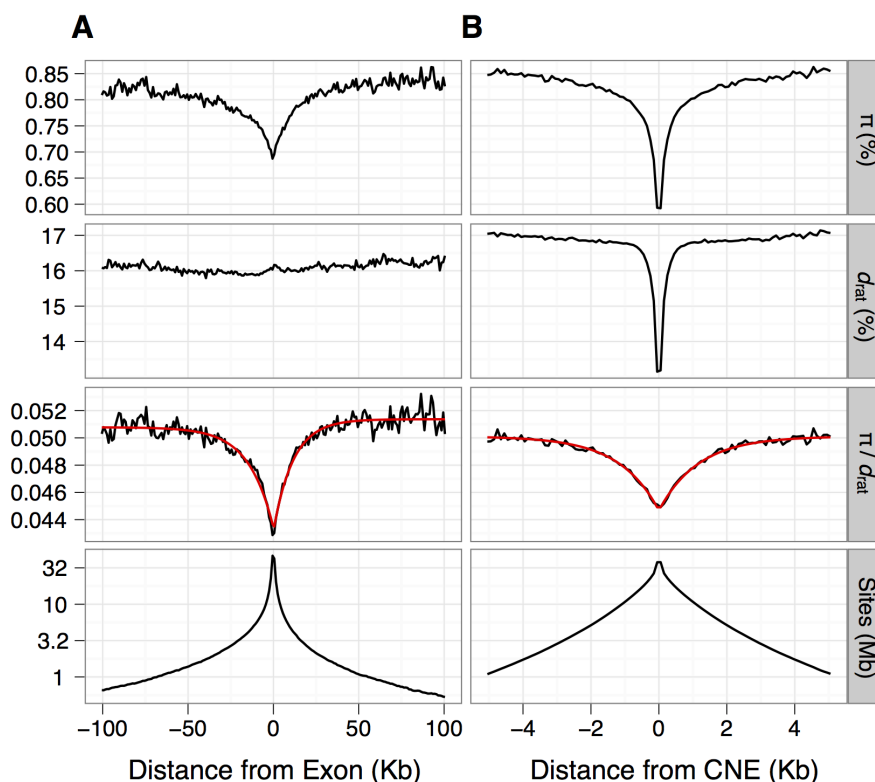 A
B
0.85
0.80
0.75
0.70
0.65
0.60
π (%)
17
16
15
14
drat (%)
0.052
0.050
0.048
0.046
0.044
π / drat
32
10
3.2
1
Sites (Mb)
−100 −50 0 50 100
−4 −2 0 2 4
Distance from Exon (Kb)
Distance from CNE (Kb)